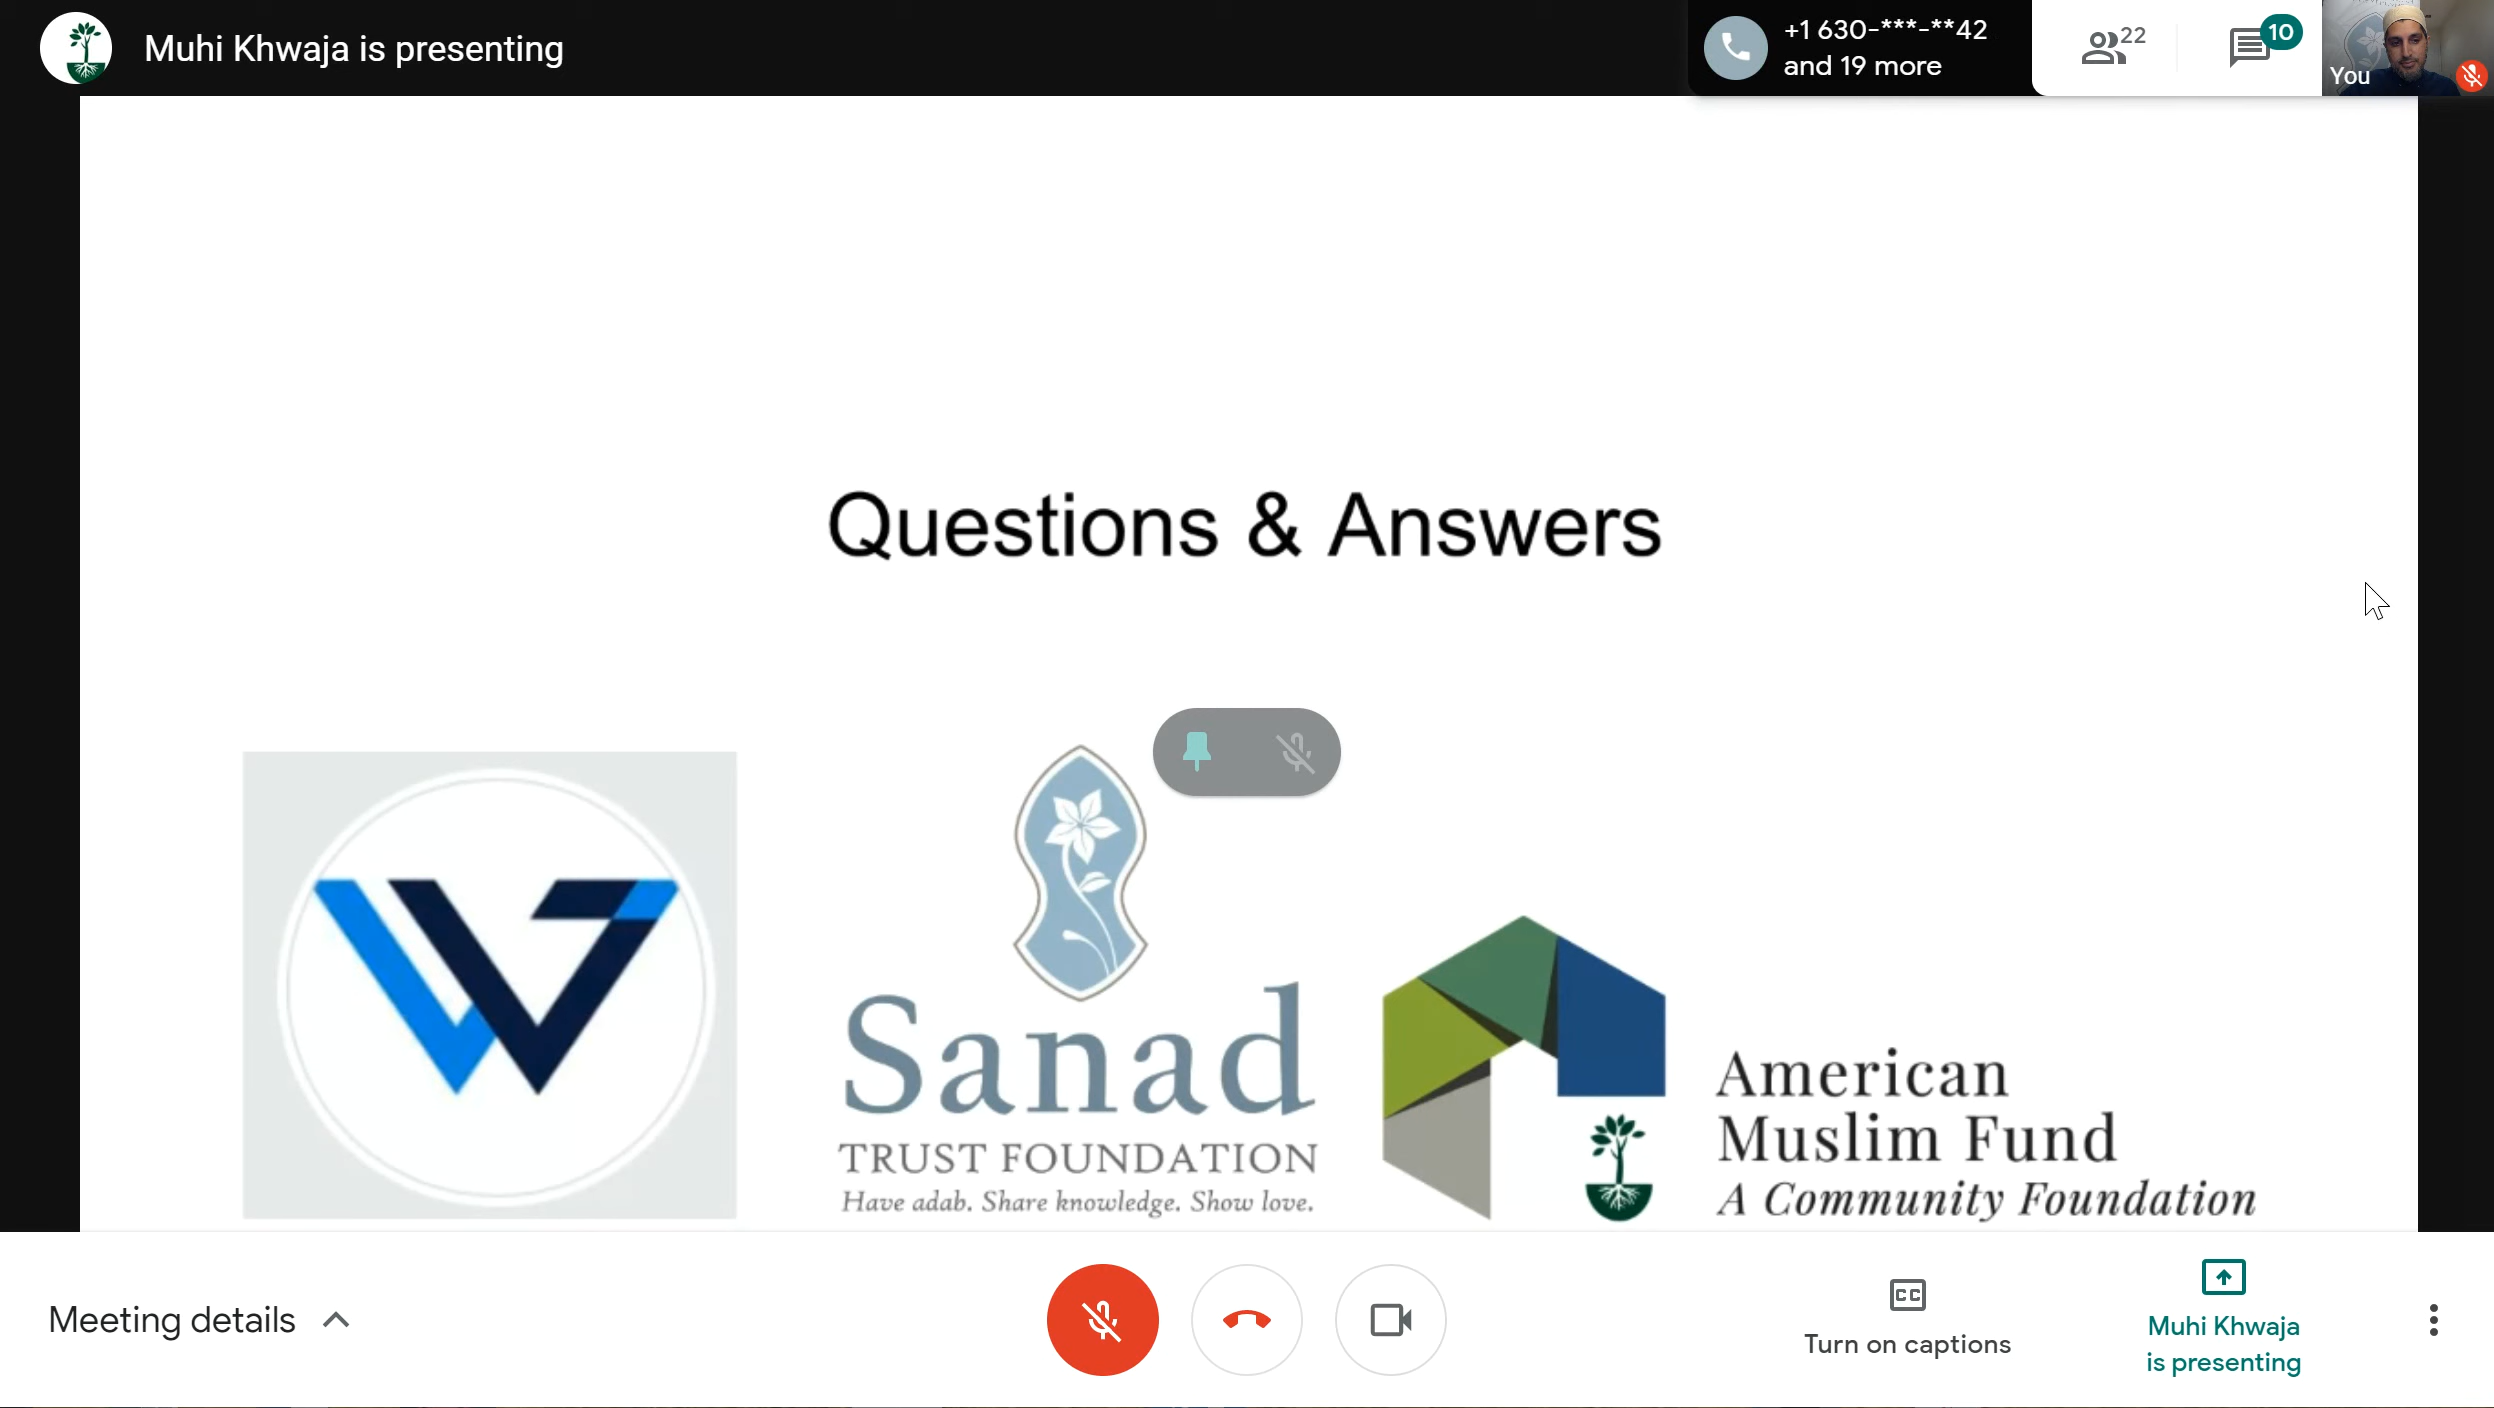 Muhi Khwaja is presenting
+1 630-***-**42
and 19 more
22
10
You
Questions & Answers
Sanad
TRUST FOUNDATION
Have adab. Share knowledge. Show love.
American
Muslim Fund
A Community Foundation
Meeting details
CC
Turn on captions
Muhi Khwaja
is presenting